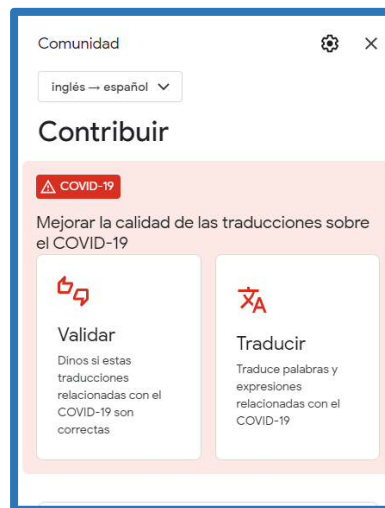 Comunidad
inglés → español
Contribuir
COVID-19
Mejorar la calidad de las traducciones sobre
el COVID-19
Validar
Dinos si estas
traducciones
relacionadas con el
COVID-19 son
correctas
Traducir
Traduce palabras y
expresiones
relacionadas con el
COVID-19